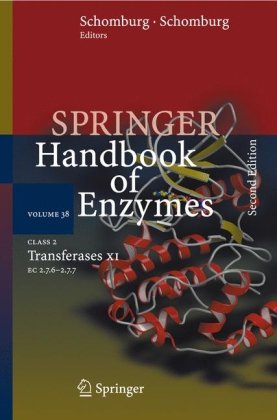 Schomburg · Schomburg
Editors
SPRINGER
Handbook
of
Enzymes
VOLUME 38
CLASS 2
Transferases XI
EC 2.7.6–2.7.7
Second Edition
Springer